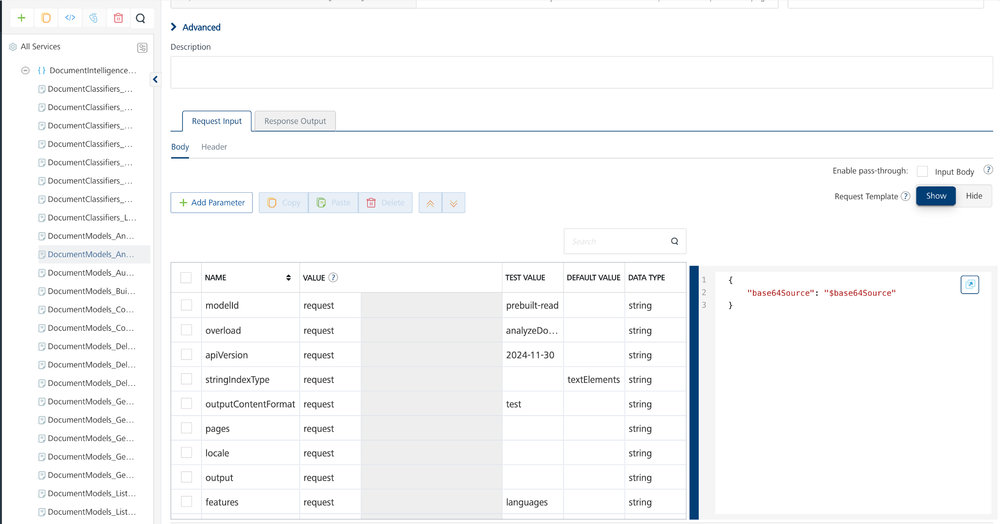 All Services
{ } DocumentIntelligence...
DocumentClassifiers_...
DocumentClassifiers_...
DocumentClassifiers_...
DocumentClassifiers_...
DocumentClassifiers_...
DocumentClassifiers_...
DocumentClassifiers_...
DocumentClassifiers_L...
DocumentModels_An...
DocumentModels_An...
DocumentModels_Au...
DocumentModels_Bui...
DocumentModels_Co...
DocumentModels_Co...
DocumentModels_Del...
DocumentModels_Del...
DocumentModels_Del...
DocumentModels_Ge...
DocumentModels_Ge...
DocumentModels_Ge...
DocumentModels_Ge...
DocumentModels_Ge...
DocumentModels_List...
DocumentModels_List...
Advanced
Description
Request Input Response Output
Body Header
Enable pass-through: Input Body ?
Add Parameter Copy Paste Delete
Request Template ? Show Hide
Search
NAME VALUE ? TEST VALUE DEFAULT VALUE DATA TYPE
modelId request prebuilt-read string
overload request analyzeDo... string
apiVersion request 2024-11-30 string
stringIndexType request textElements string
outputContentFormat request test string
pages request string
locale request string
output request string
features request languages string
1 {
2 "base64Source": "$base64Source"
3 }